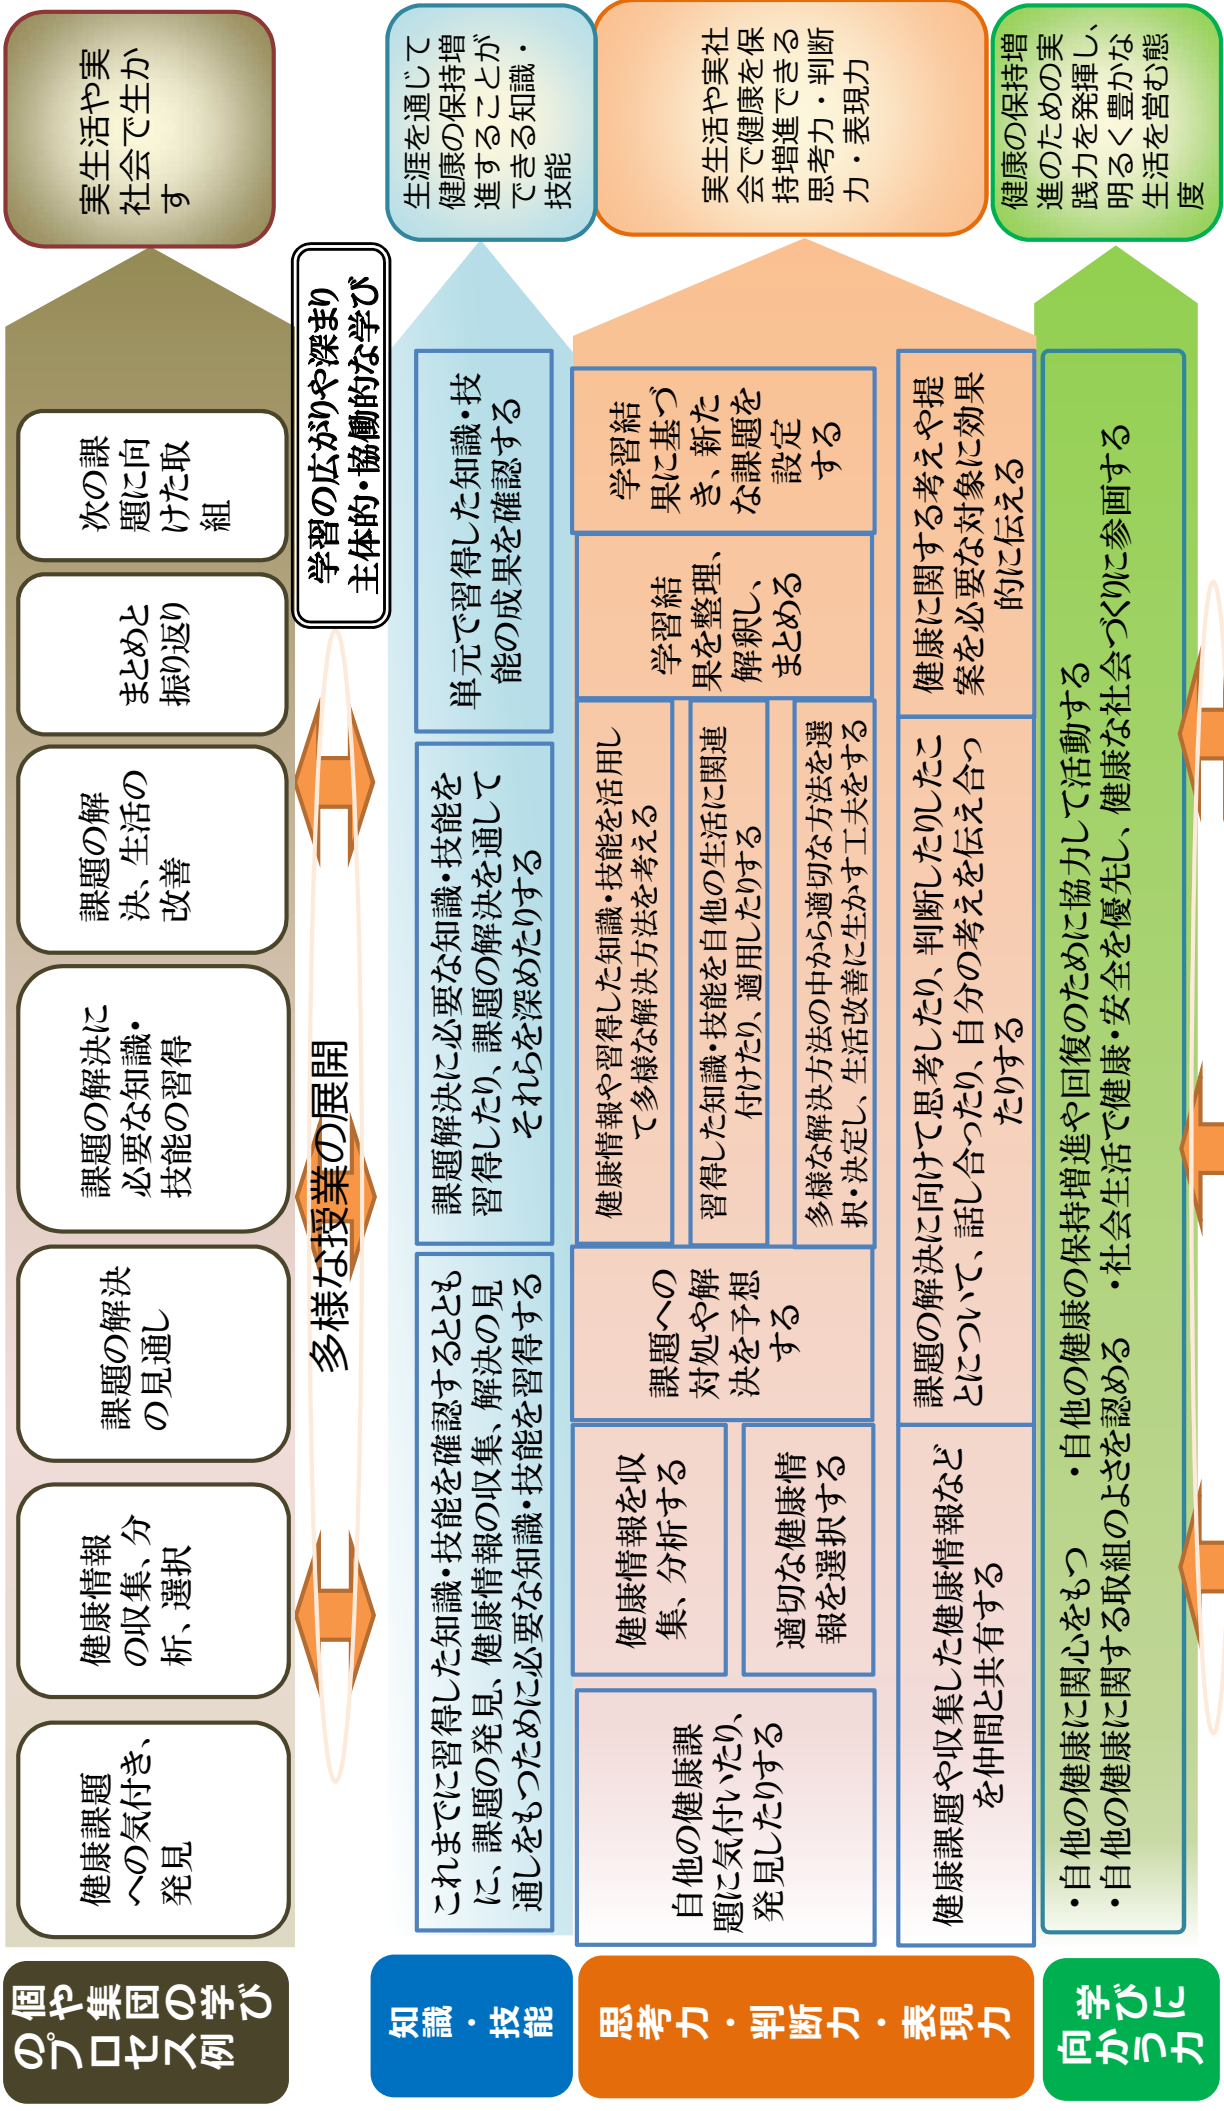 個や集団の学び
のプロセス
例
健康課題
への気付き、
発見
健康情報
の収集、分
析、選択
課題の解決
の見通し
課題の解決に
必要な知識・
技能の習得
課題の解
決、生活の
改善
まとめと
振り返り
次の課
題に向
けた取
組
実生活や実
社会で生か
す
多様な授業の展開
学習の広がりや深まり
主体的・協働的な学び
知識・技能
これまでに習得した知識・技能を確認するととも
に、課題の発見、健康情報の収集、解決の見
通しをもつために必要な知識・技能を習得する
課題解決に必要な知識・技能を
習得したり、課題の解決を通して
それらを深めたりする
単元で習得した知識・技
能の成果を確認する
生涯を通じて
健康の保持増
進することが
できる知識・
技能
思考力・判断力・表現力
自他の健康課
題に気付いたり、
発見したりする
健康情報を収
集、分析する
適切な健康情
報を選択する
課題への
対処や解
決を予想
する
健康情報や習得した知識・技能を活用し
て多様な解決方法を考える
習得した知識・技能を自他の生活に関連
付けたり、適用したりする
多様な解決方法の中から適切な方法を選
択・決定し、生活改善に生かす工夫をする
学習結
果を整理、
解釈し、
まとめる
学習結
果に基づ
き、新た
な課題を
設定
する
健康課題や収集した健康情報など
を仲間と共有する
課題の解決に向けて思考したり、判断したりしたこ
とについて、話し合ったり、自分の考えを伝え合っ
たりする
健康に関する考えや提
案を必要な対象に効果
的に伝える
実生活や実社
会で健康を保
持増進できる
思考力・判断
力・表現力
学びに
向かう力
・自他の健康に関心をもつ　・自他の健康の保持増進や回復のために協力して活動する
・自他の健康に関する取組のよさを認める　・社会生活で健康・安全を優先し、健康な社会づくりに参画する
健康の保持増
進のための実
践力を発揮し、
明るく豊かな
生活を営む態
度